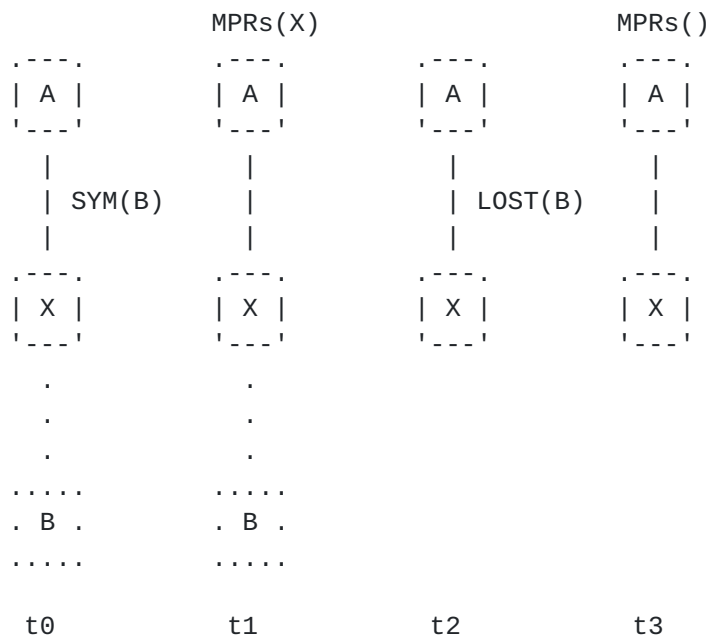 MPRs(X) MPRs()
A A A A
SYM(B) LOST(B)
X X X X
B B
t0 t1 t2 t3